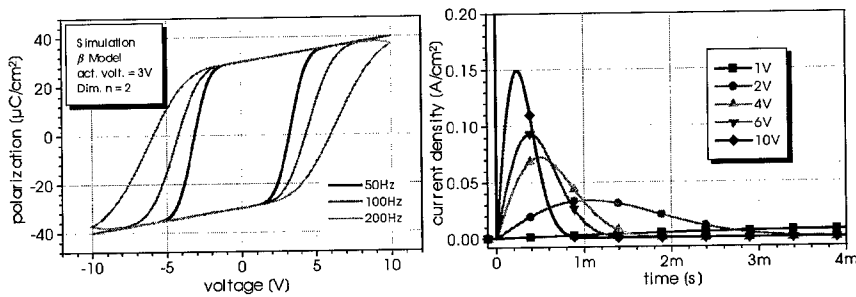 Simulation
β Model
act. volt. = 3V
Dim. n = 2
50Hz
100Hz
200Hz
polarization (µC/cm²)
40
20
0
-20
-40
-10
-5
0
5
10
voltage (V)
1V
2V
4V
6V
10V
current density (A/cm²)
0.20
0.15
0.10
0.05
0.00
0
1m
2m
3m
4m
time (s)